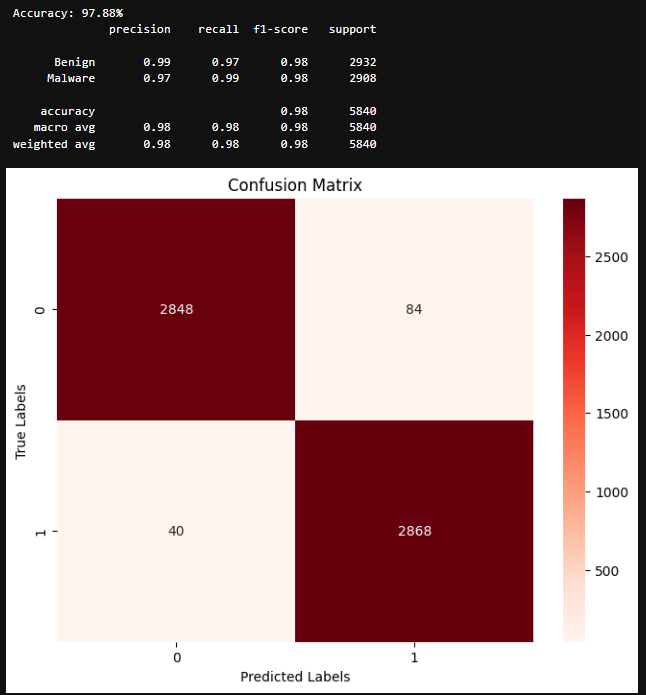 Accuracy: 97.88%
precision recall f1-score support
Benign 0.99 0.97 0.98 2932
Malware 0.97 0.99 0.98 2908
accuracy 0.98 5840
macro avg 0.98 0.98 0.98 5840
weighted avg 0.98 0.98 0.98 5840
Confusion Matrix
2848 84
40 2868
0
1
True Labels
0 1
Predicted Labels
2500
2000
1500
1000
500